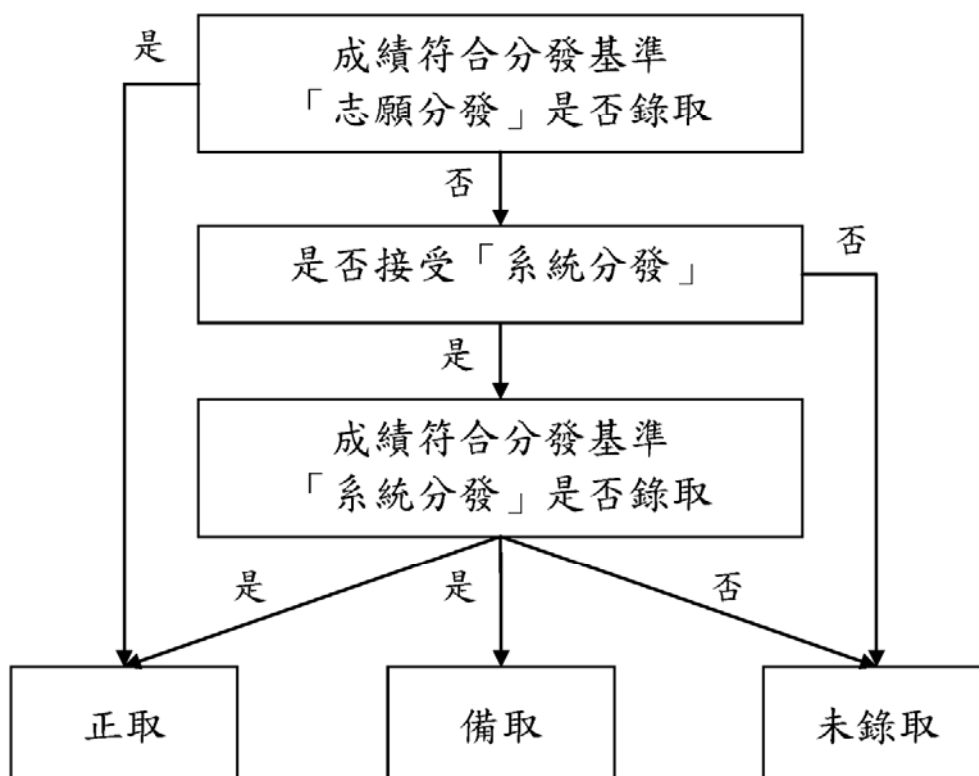 是
成績符合分發基準
「志願分發」是否錄取
否
是否接受「系統分發」
否
是
成績符合分發基準
「系統分發」是否錄取
是
是
否
正取
備取
未錄取